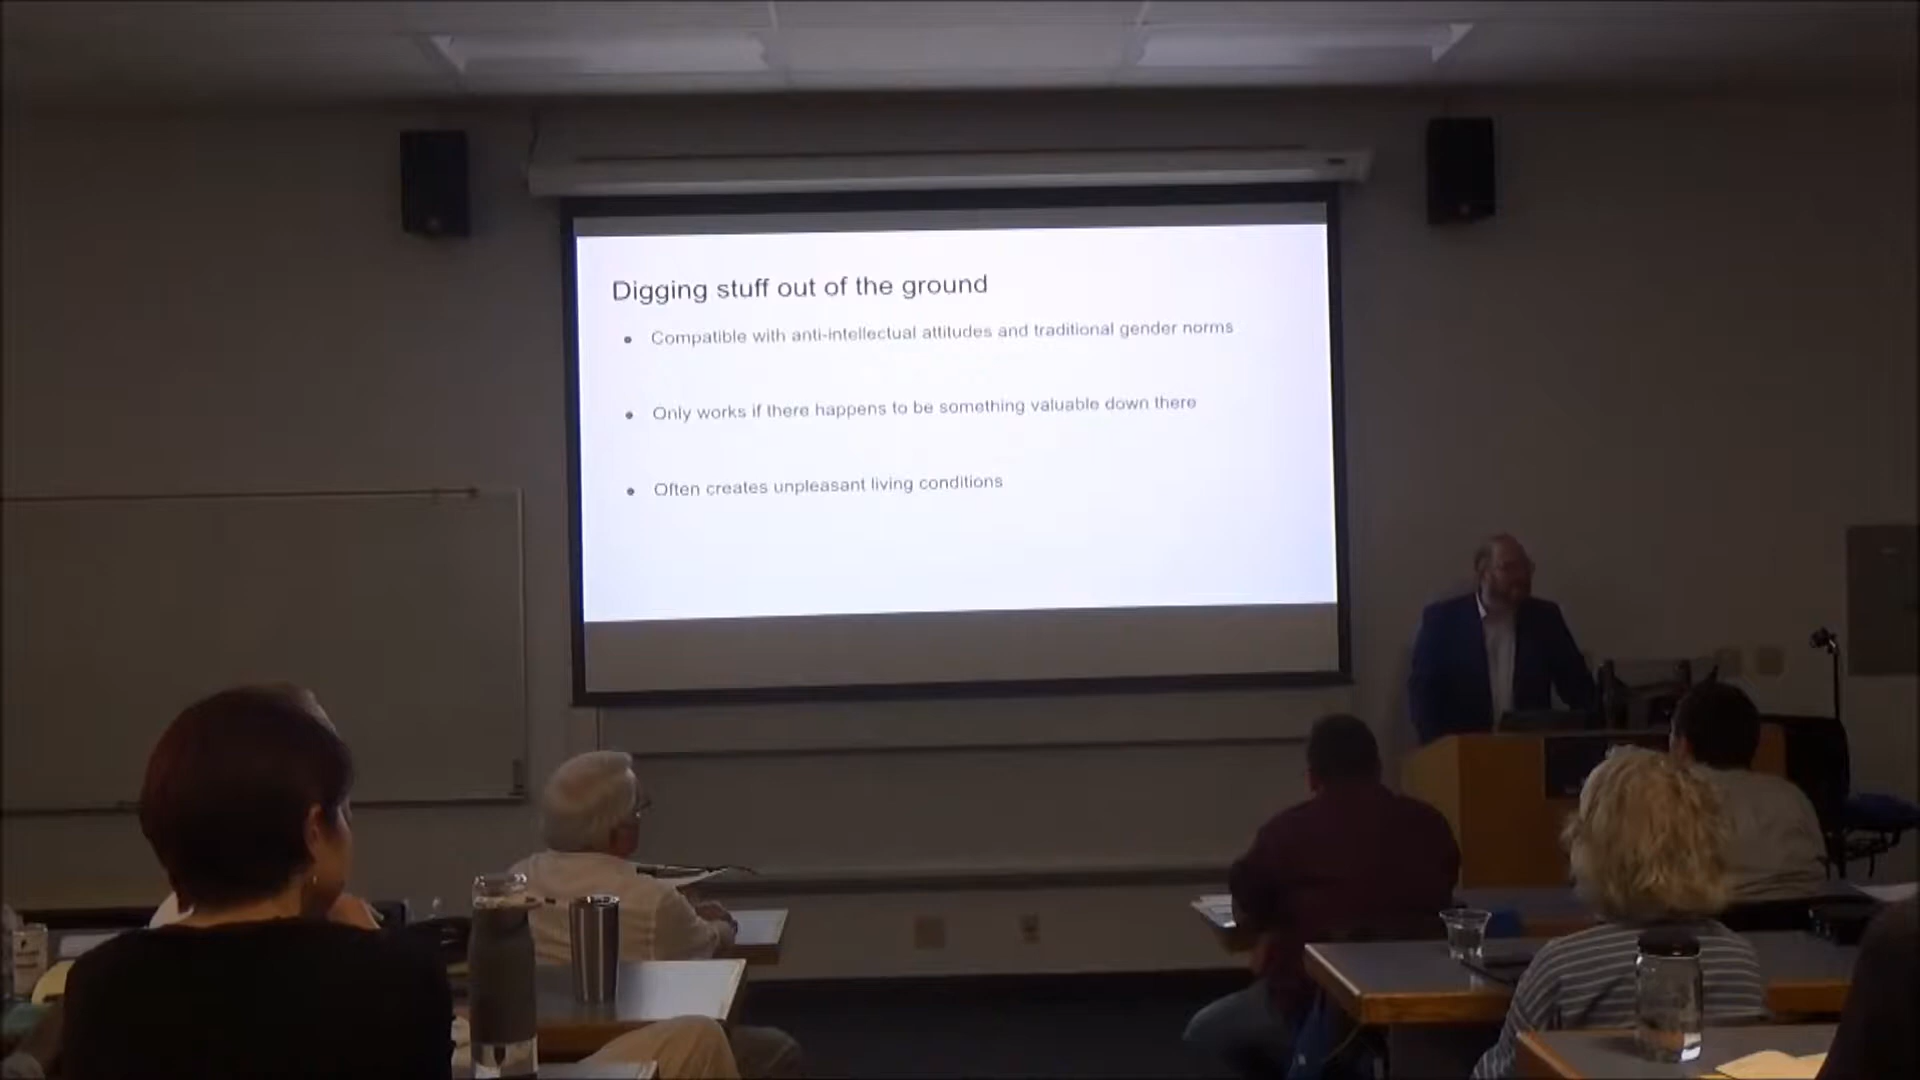 Digging stuff out of the ground
Compatible with anti-intellectual attitudes and traditional gender norms
Only works if there happens to be something valuable down there
Often creates unpleasant living conditions